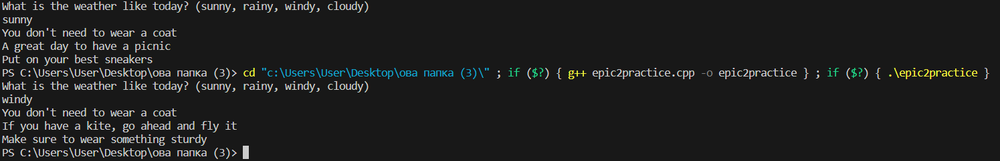 What is the weather like today? (sunny, rainy, windy, cloudy)
sunny
You don't need to wear a coat
A great day to have a picnic
Put on your best sneakers
PS C:\Users\User\Desktop\ова папка (3)> cd "c:\Users\User\Desktop\ова папка (3)\" ; if ($?) { g++ epic2practice.cpp -o epic2practice } ; if ($?) { .\epic2practice }
What is the weather like today? (sunny, rainy, windy, cloudy)
windy
You don't need to wear a coat
If you have a kite, go ahead and fly it
Make sure to wear something sturdy
PS C:\Users\User\Desktop\ова папка (3)>